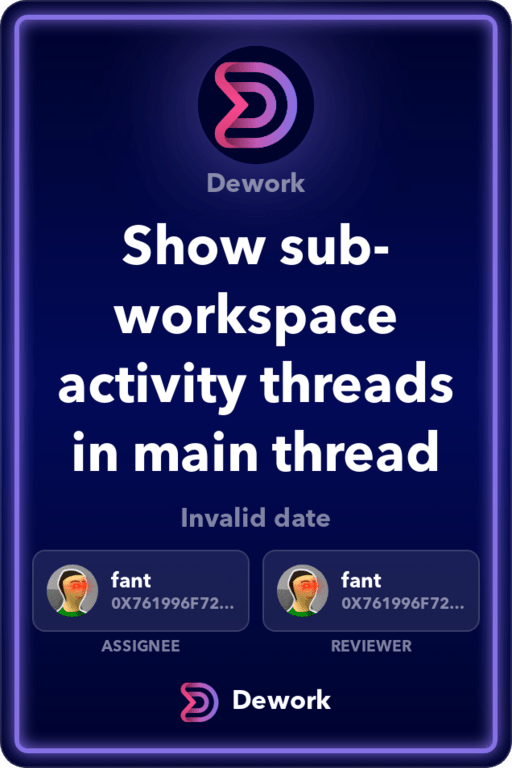 Dework
Show sub-
workspace
activity threads
in main thread
Invalid date
fant
0X761996F72...
ASSIGNEE
fant
0X761996F72...
REVIEWER
Dework